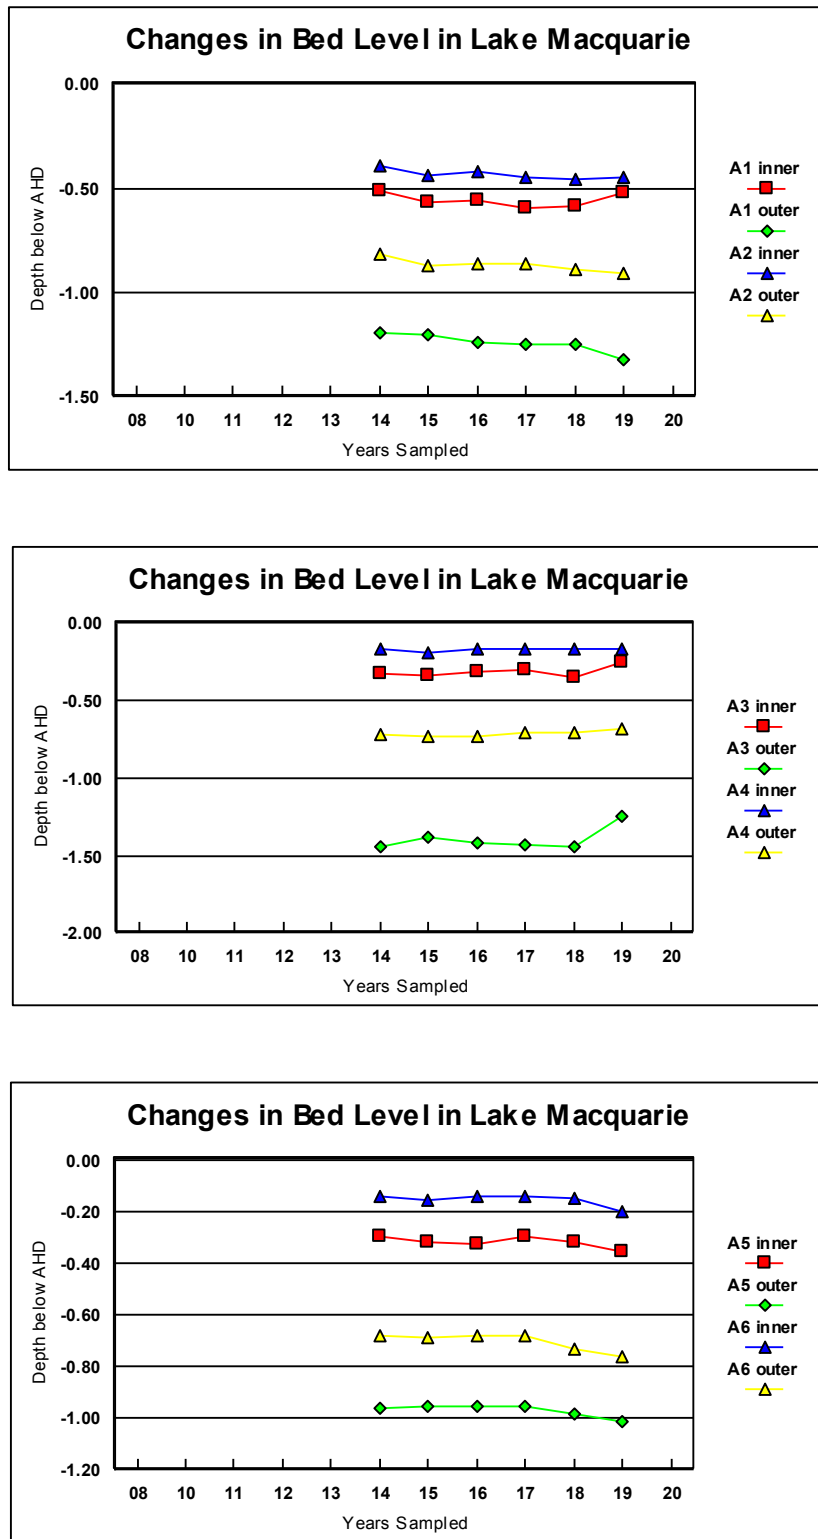 Changes in Bed Level in Lake Macquarie
0.00
-0.50
-1.00
-1.50
Depth below AHD
08 10 11 12 13 14 15 16 17 18 19 20
Years Sampled
A1 inner
A1 outer
A2 inner
A2 outer
Changes in Bed Level in Lake Macquarie
0.00
-0.50
-1.00
-1.50
-2.00
Depth below AHD
08 10 11 12 13 14 15 16 17 18 19 20
Years Sampled
A3 inner
A3 outer
A4 inner
A4 outer
Changes in Bed Level in Lake Macquarie
0.00
-0.20
-0.40
-0.60
-0.80
-1.00
-1.20
Depth below AHD
08 10 11 12 13 14 15 16 17 18 19 20
Years Sampled
A5 inner
A5 outer
A6 inner
A6 outer